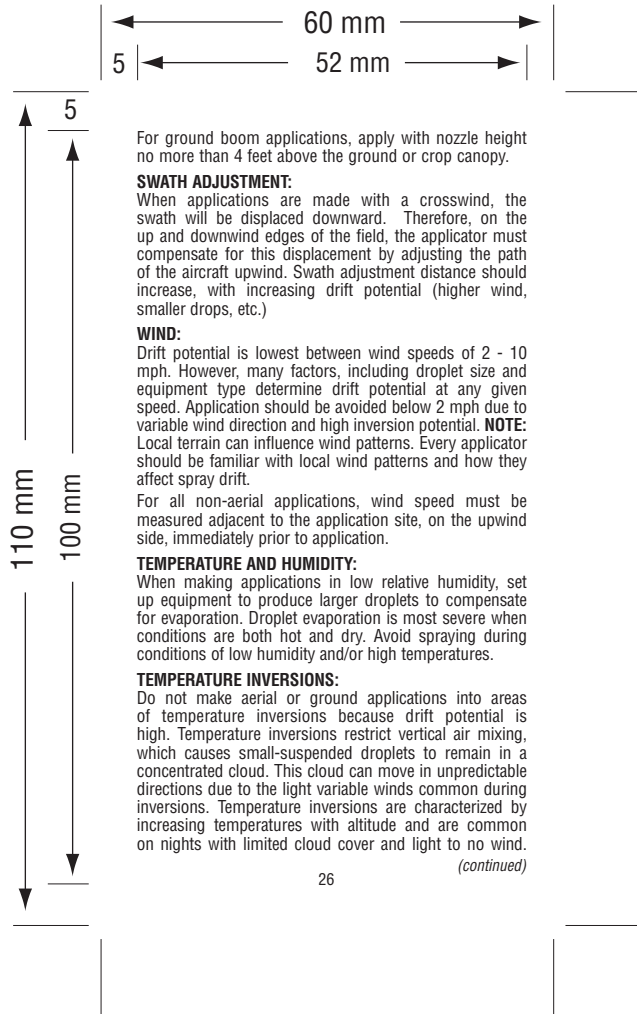 60 mm
5 52 mm
5
110 mm
100 mm
For ground boom applications, apply with nozzle height
no more than 4 feet above the ground or crop canopy.
SWATH ADJUSTMENT:
When applications are made with a crosswind, the
swath will be displaced downward. Therefore, on the
up and downwind edges of the field, the applicator must
compensate for this displacement by adjusting the path
of the aircraft upwind. Swath adjustment distance should
increase, with increasing drift potential (higher wind,
smaller drops, etc.)
WIND:
Drift potential is lowest between wind speeds of 2 - 10
mph. However, many factors, including droplet size and
equipment type determine drift potential at any given
speed. Application should be avoided below 2 mph due to
variable wind direction and high inversion potential. NOTE:
Local terrain can influence wind patterns. Every applicator
should be familiar with local wind patterns and how they
affect spray drift.
For all non-aerial applications, wind speed must be
measured adjacent to the application site, on the upwind
side, immediately prior to application.
TEMPERATURE AND HUMIDITY:
When making applications in low relative humidity, set
up equipment to produce larger droplets to compensate
for evaporation. Droplet evaporation is most severe when
conditions are both hot and dry. Avoid spraying during
conditions of low humidity and/or high temperatures.
TEMPERATURE INVERSIONS:
Do not make aerial or ground applications into areas
of temperature inversions because drift potential is
high. Temperature inversions restrict vertical air mixing,
which causes small-suspended droplets to remain in a
concentrated cloud. This cloud can move in unpredictable
directions due to the light variable winds common during
inversions. Temperature inversions are characterized by
increasing temperatures with altitude and are common
on nights with limited cloud cover and light to no wind.
(continued)
26